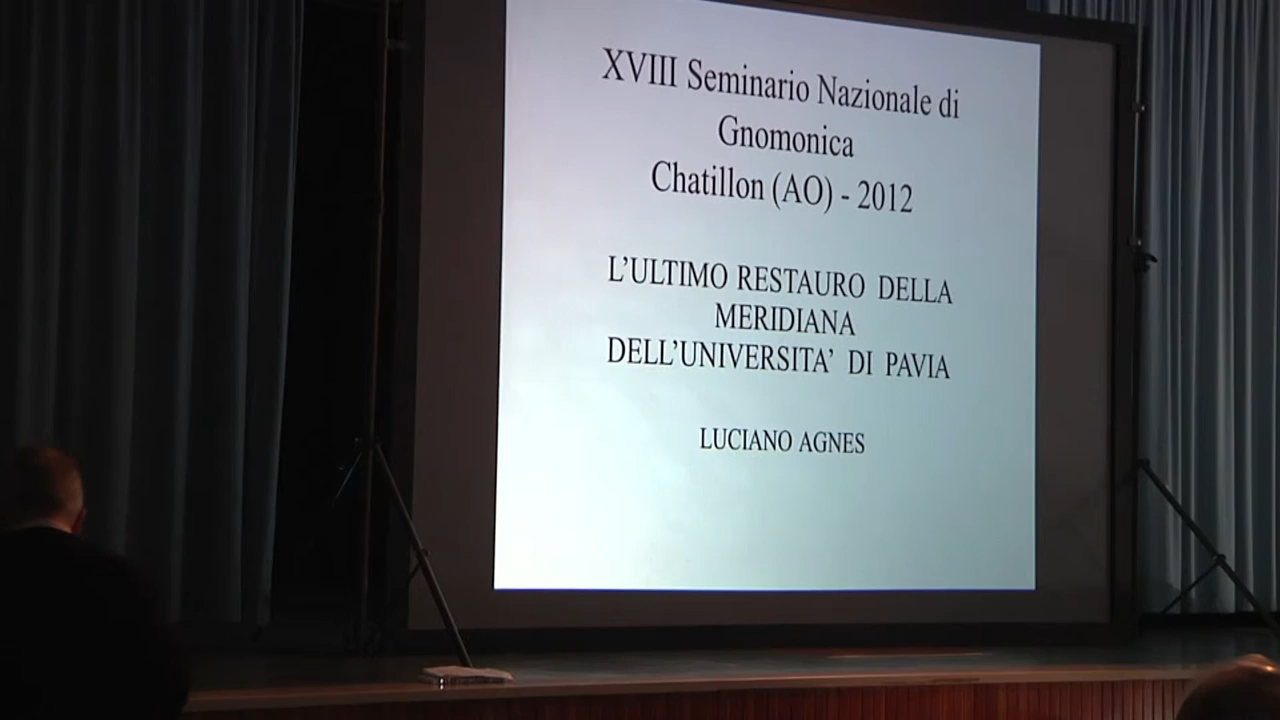 XVIII Seminario Nazionale di
Gnomonica
Chatillon (AO) - 2012
L'ULTIMO RESTAURO DELLA
MERIDIANA
DELL'UNIVERSITA' DI PAVIA
LUCIANO AGNES